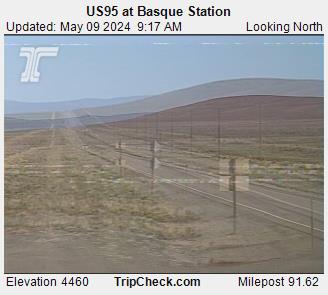 US95 at Basque Station
Updated: May 09 2024 9:17 AM Looking North
Elevation 4460 TripCheck.com Milepost 91.62